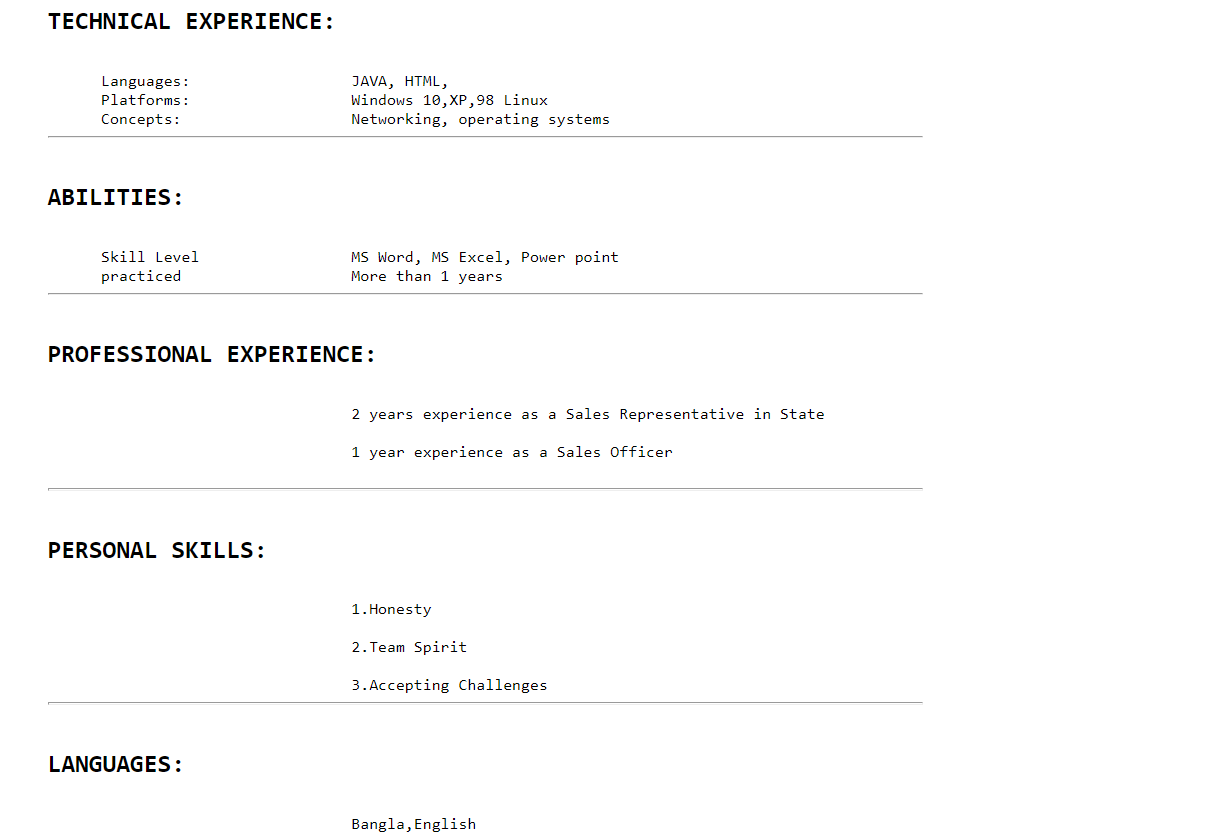 TECHNICAL EXPERIENCE:
Languages: JAVA, HTML,
Platforms: Windows 10,XP,98 Linux
Concepts: Networking, operating systems
ABILITIES:
Skill Level MS Word, MS Excel, Power point
practiced More than 1 years
PROFESSIONAL EXPERIENCE:
2 years experience as a Sales Representative in State
1 year experience as a Sales Officer
PERSONAL SKILLS:
1.Honesty
2.Team Spirit
3.Accepting Challenges
LANGUAGES:
Bangla,English